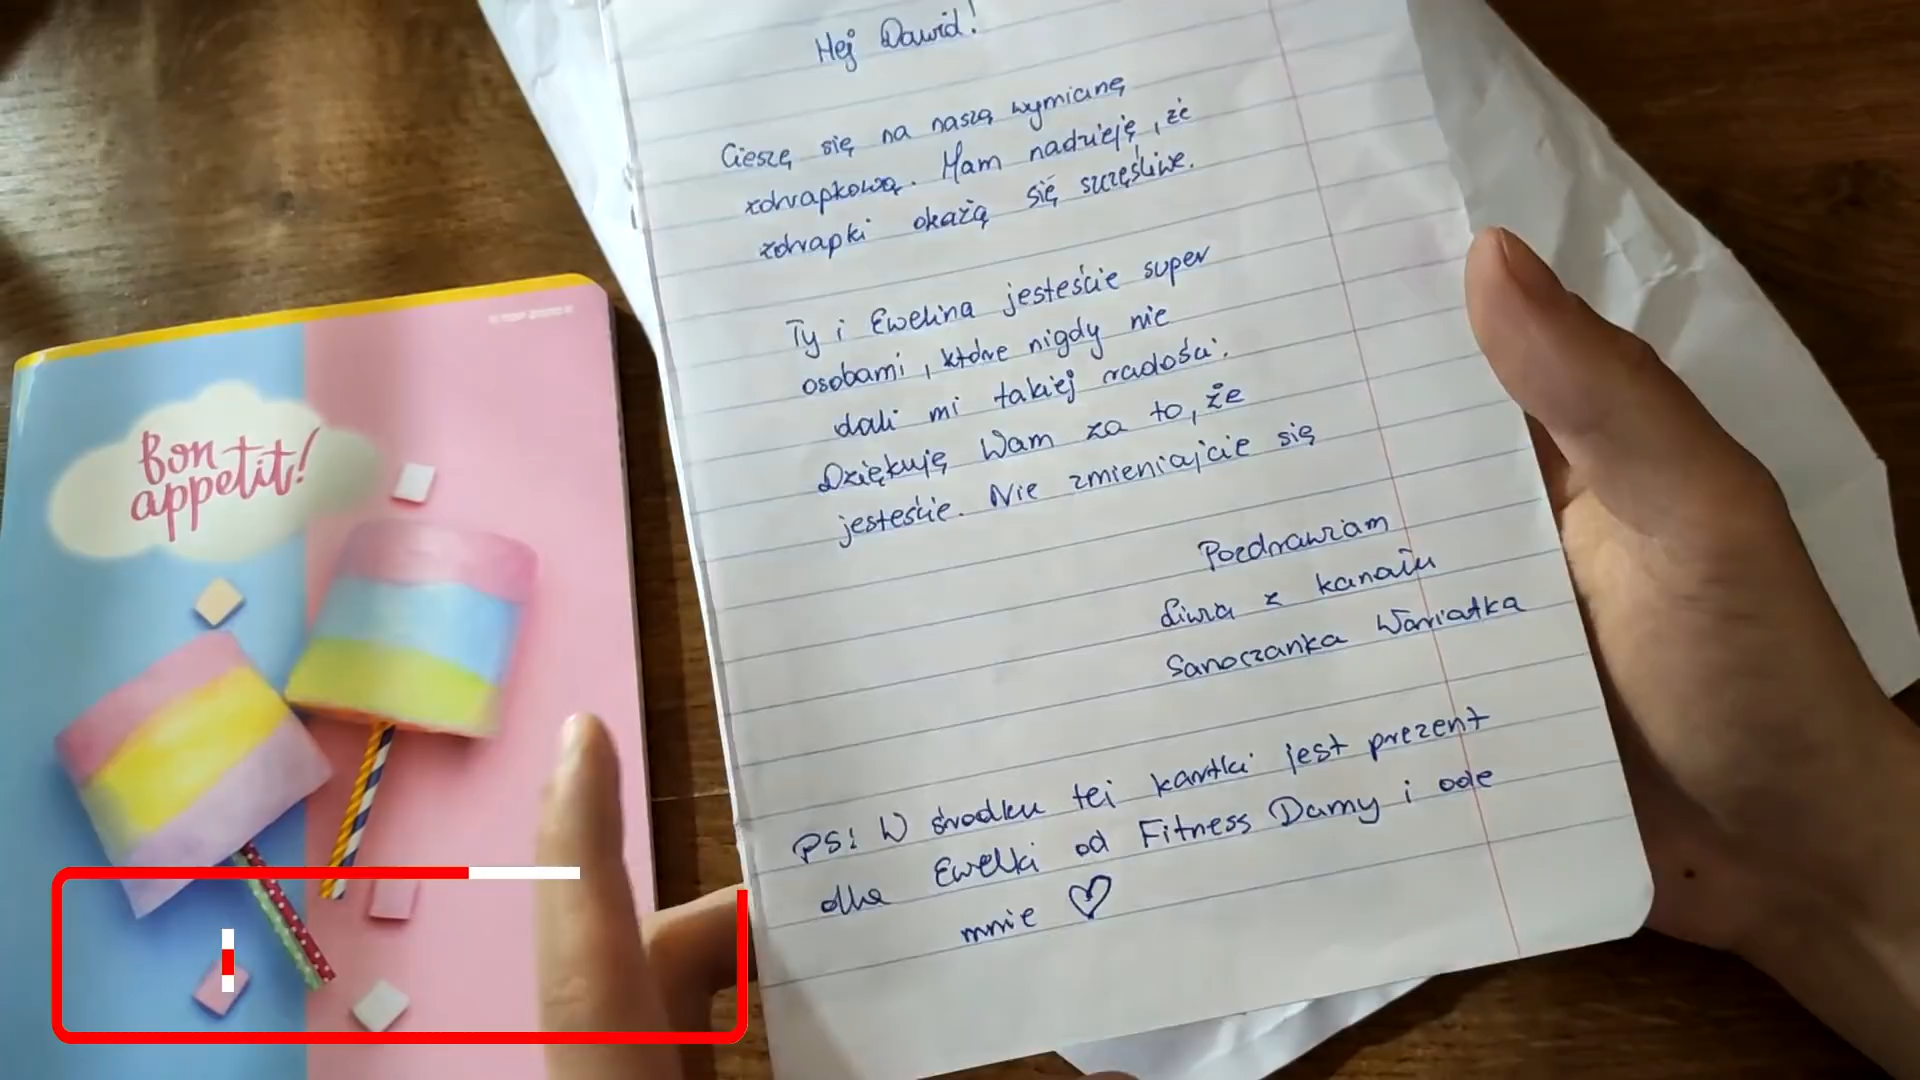 Hej Dawid!
Cieszę się na naszą wymianę
zdrapkową. Mam nadzieję, że
zdrapki okażą się szczęśliwe.
Ty i Ewelina jesteście super
osobami, które nigdy nie
dali mi takiej radości.
Dziękuję Wam za to, że
jesteście. Nie zmieniajcie się
Pozdrawiam
Liwia z kanału
Sanoczanka Wariatka
PS: W środku tej kartki jest prezent
dla Ewelki od Fitness Damy i ode
mnie
Bon
appetit!